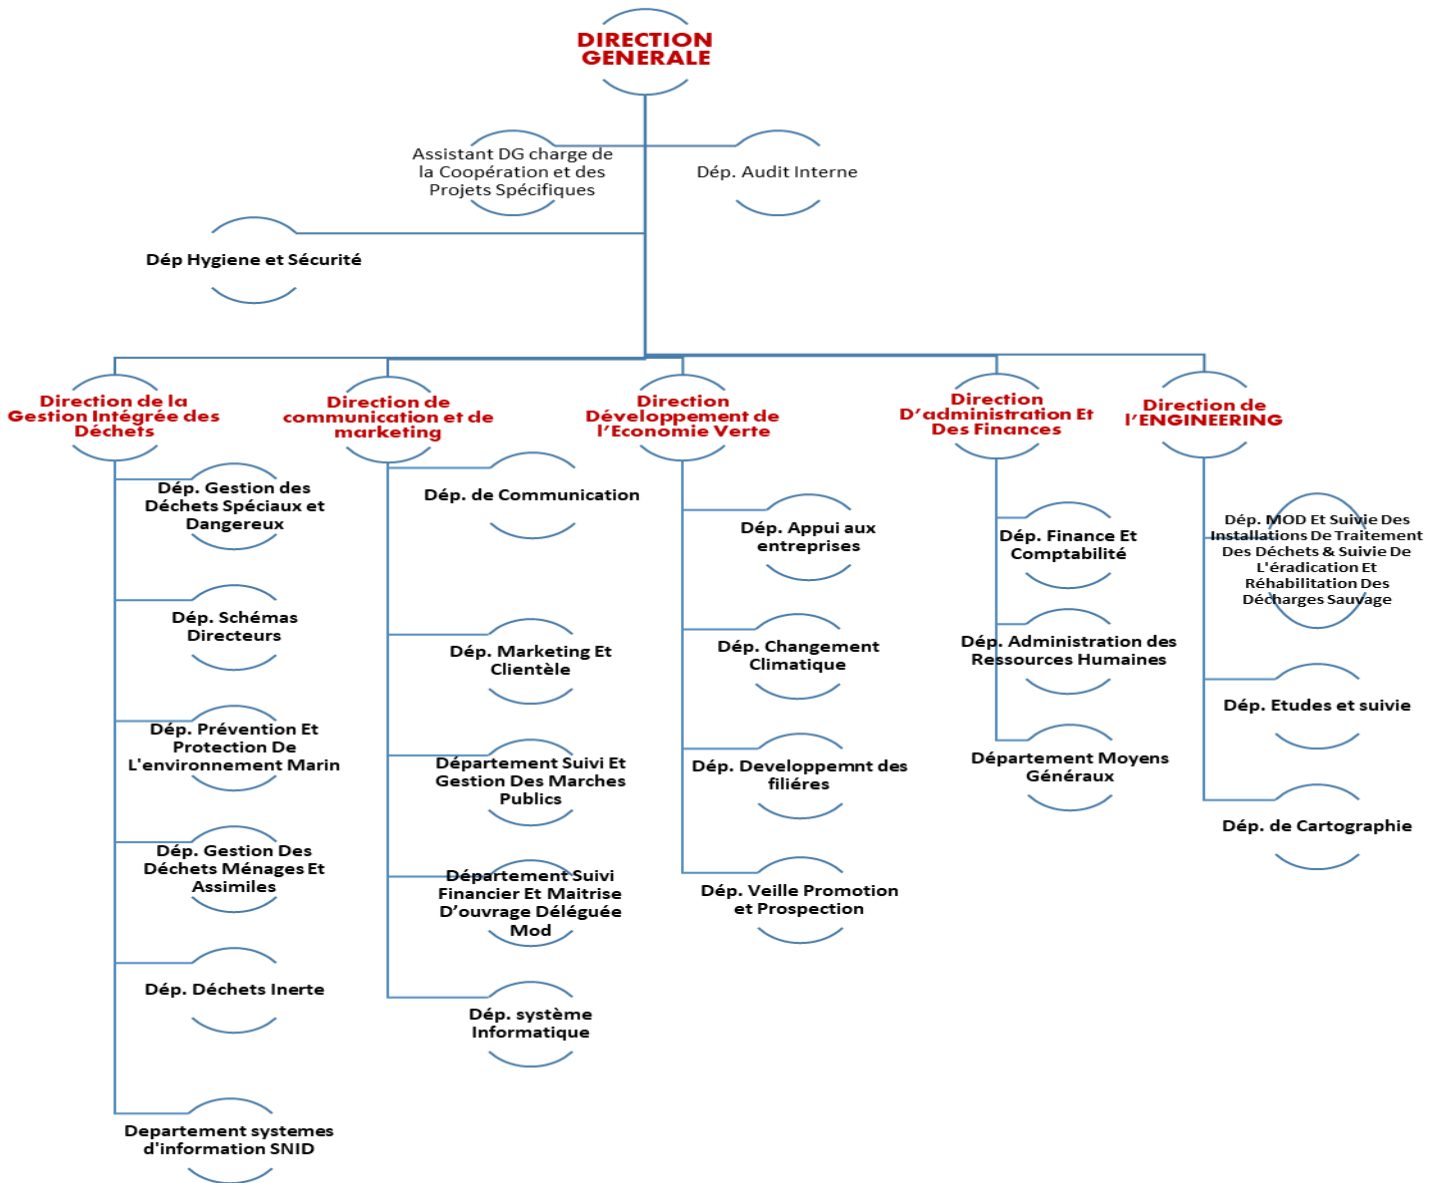 DIRECTION
GENERALE
Assistant DG charge de
la Coopération et des
Projets Spécifiques
Dép. Audit Interne
Dép Hygiene et Sécurité
Direction de la
Gestion Intégrée des
Déchets
Dép. Gestion des
Déchets Spéciaux et
Dangereux
Dép. Schémas
Directeurs
Dép. Prévention Et
Protection De
L'environnement Marin
Dép. Gestion Des
Déchets Ménages Et
Assimiles
Dép. Déchets Inerte
Departement systemes
d'information SNID
Direction de
communication et de
marketing
Dép. de Communication
Dép. Marketing Et
Clientèle
Département Suivi Et
Gestion Des Marches
Publics
Département Suivi
Financier Et Maitrise
D’ouvrage Déléguée
Mod
Dép. système
Informatique
Direction
Développement de
l’Economie Verte
Dép. Appui aux
entreprises
Dép. Changement
Climatique
Dép. Developpemnt des
filiéres
Dép. Veille Promotion
et Prospection
Direction
D’administration Et
Des Finances
Dép. Finance Et
Comptabilité
Dép. Administration des
Ressources Humaines
Département Moyens
Généraux
Direction de
l’ENGINEERING
Dép. MOD Et Suivie Des
Installations De Traitement
Des Déchets & Suivie De
L'éradication Et
Réhabilitation Des
Décharges Sauvage
Dép. Etudes et suivie
Dép. de Cartographie